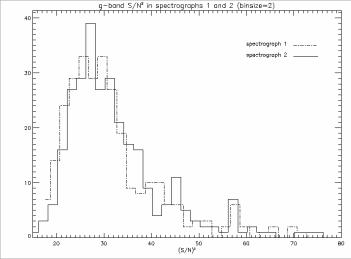 g-band S/N² in spectrographs 1 and 2 (binsize=2)
40
spectrograph 1
spectrograph 2
30
20
10
0
20 30 40 50 60 70 80
(S/N)²